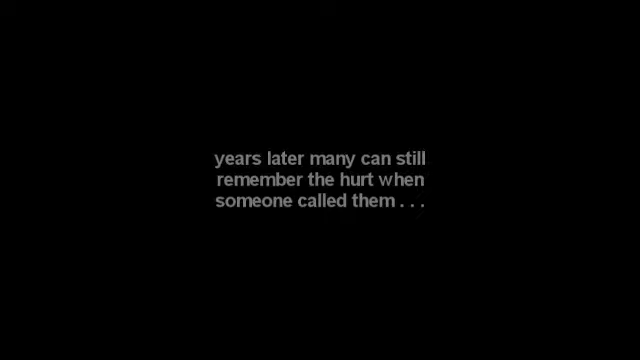 years later many can still
remember the hurt when
someone called them . . .